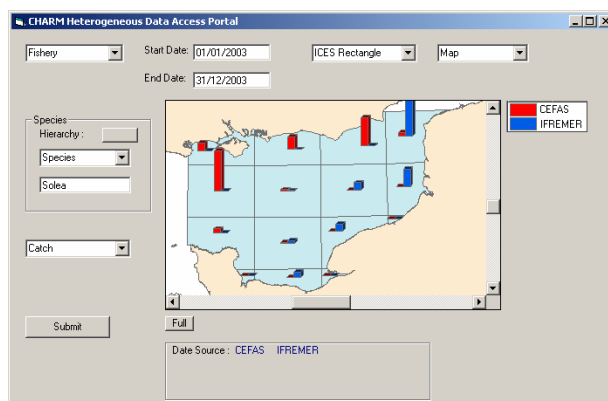 CHARM Heterogeneous Data Access Portal
Fishery
Start Date: 01/01/2003
ICES Rectangle
Map
End Date: 31/12/2003
CEFAS
IFREMER
Species
Hierarchy :
Species
Solea
Catch
Submit
Full
Date Source : CEFAS IFREMER